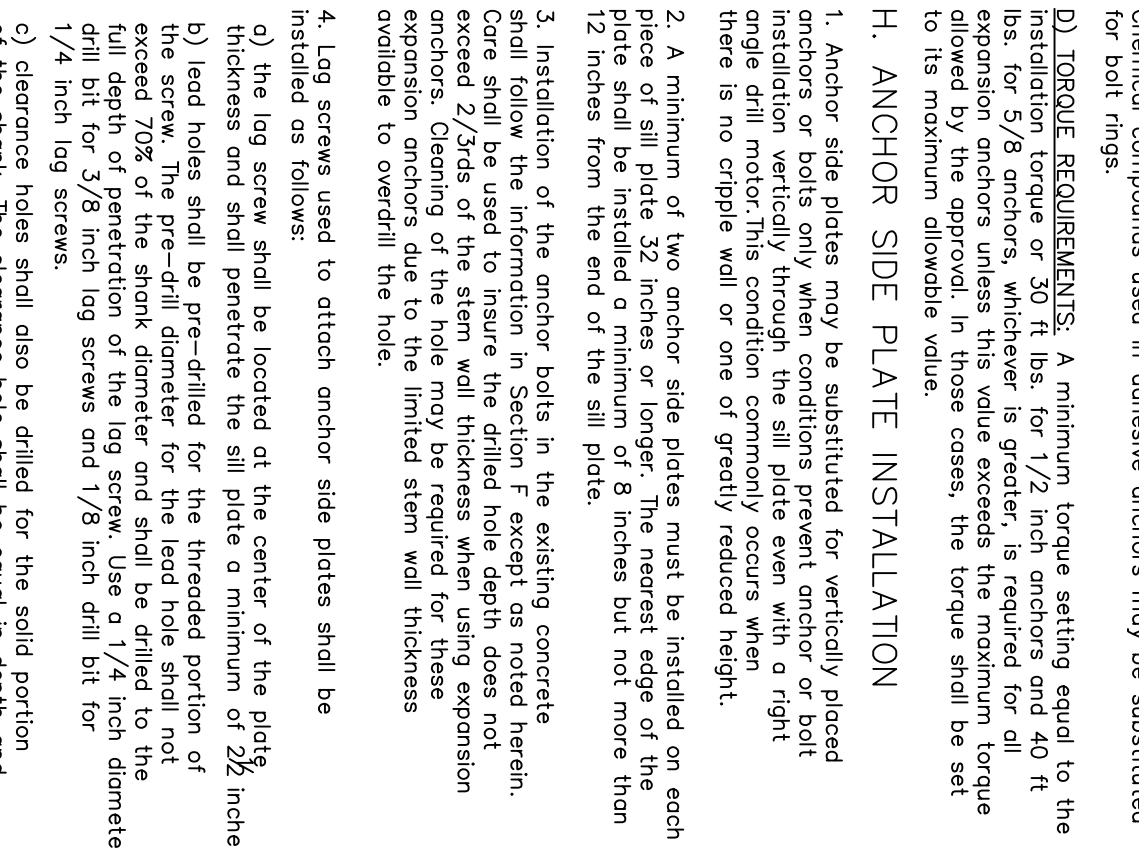 for bolt rings.
D) TORQUE REQUIREMENTS: A minimum torque setting equal to the
installation torque or 30 ft lbs. for 1/2 inch anchors and 40 ft
lbs. for 5/8 anchors, whichever is greater, is required for all
expansion anchors unless this value exceeds the maximum torque
allowed by the approval. In those cases, the torque shall be set
to its maximum allowable value.
H. ANCHOR SIDE PLATE INSTALLATION
1. Anchor side plates may be substituted for vertically placed
anchors or bolts only when conditions prevent anchor or bolt
installation vertically through the sill plate even with a right
angle drill motor.This condition commonly occurs when
there is no cripple wall or one of greatly reduced height.
2. A minimum of two anchor side plates must be installed on each
piece of sill plate 32 inches or longer. The nearest edge of the
plate shall be installed a minimum of 8 inches but not more than
12 inches from the end of the sill plate.
3. Installation of the anchor bolts in the existing concrete
shall follow the information in Section F except as noted herein.
Care shall be used to insure the drilled hole depth does not
exceed 2/3rds of the stem wall thickness when using expansion
anchors. Cleaning of the hole may be required for these
expansion anchors due to the limited stem wall thickness
available to overdrill the hole.
4. Lag screws used to attach anchor side plates shall be
installed as follows:
a) the lag screw shall be located at the center of the plate
thickness and shall penetrate the sill plate a minimum of 2½ inche
b) lead holes shall be pre-drilled for the threaded portion of
the screw. The pre-drill diameter for the lead hole shall not
exceed 70% of the shank diameter and shall be drilled to the
full depth of penetration of the lag screw. Use a 1/4 inch diamete
drill bit for 3/8 inch lag screws and 1/8 inch drill bit for
1/4 inch lag screws.
c) clearance holes shall also be drilled for the solid portion